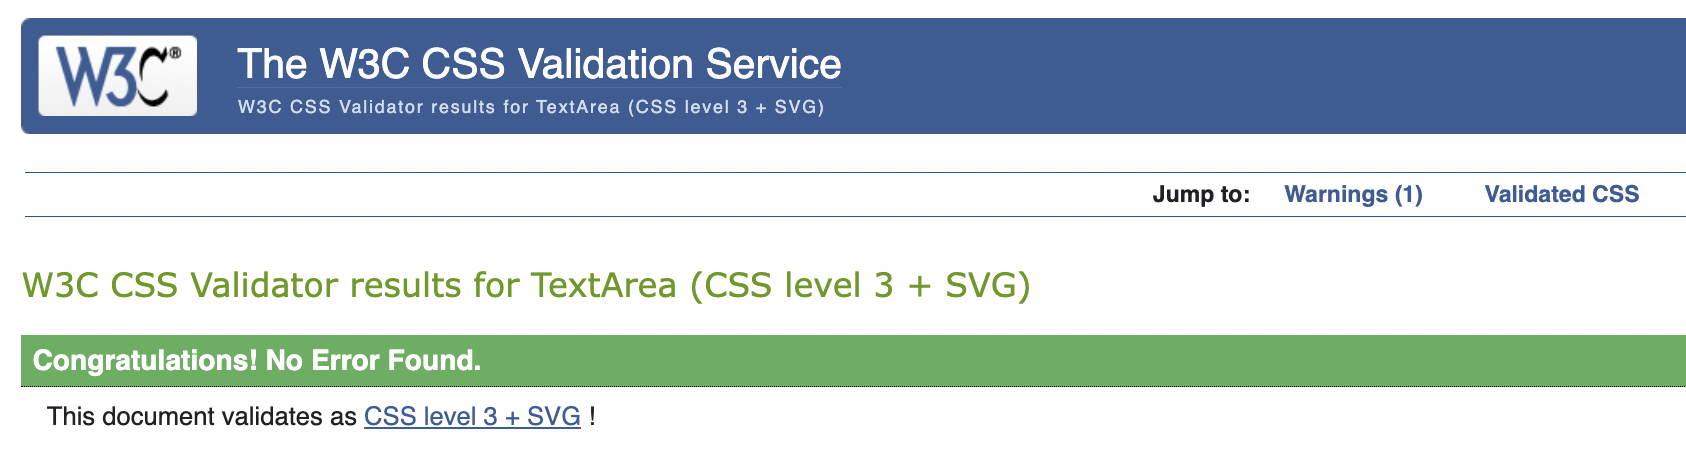 W3C®
The W3C CSS Validation Service
W3C CSS Validator results for TextArea (CSS level 3 + SVG)
Jump to: Warnings (1) Validated CSS
W3C CSS Validator results for TextArea (CSS level 3 + SVG)
Congratulations! No Error Found.
This document validates as CSS level 3 + SVG !